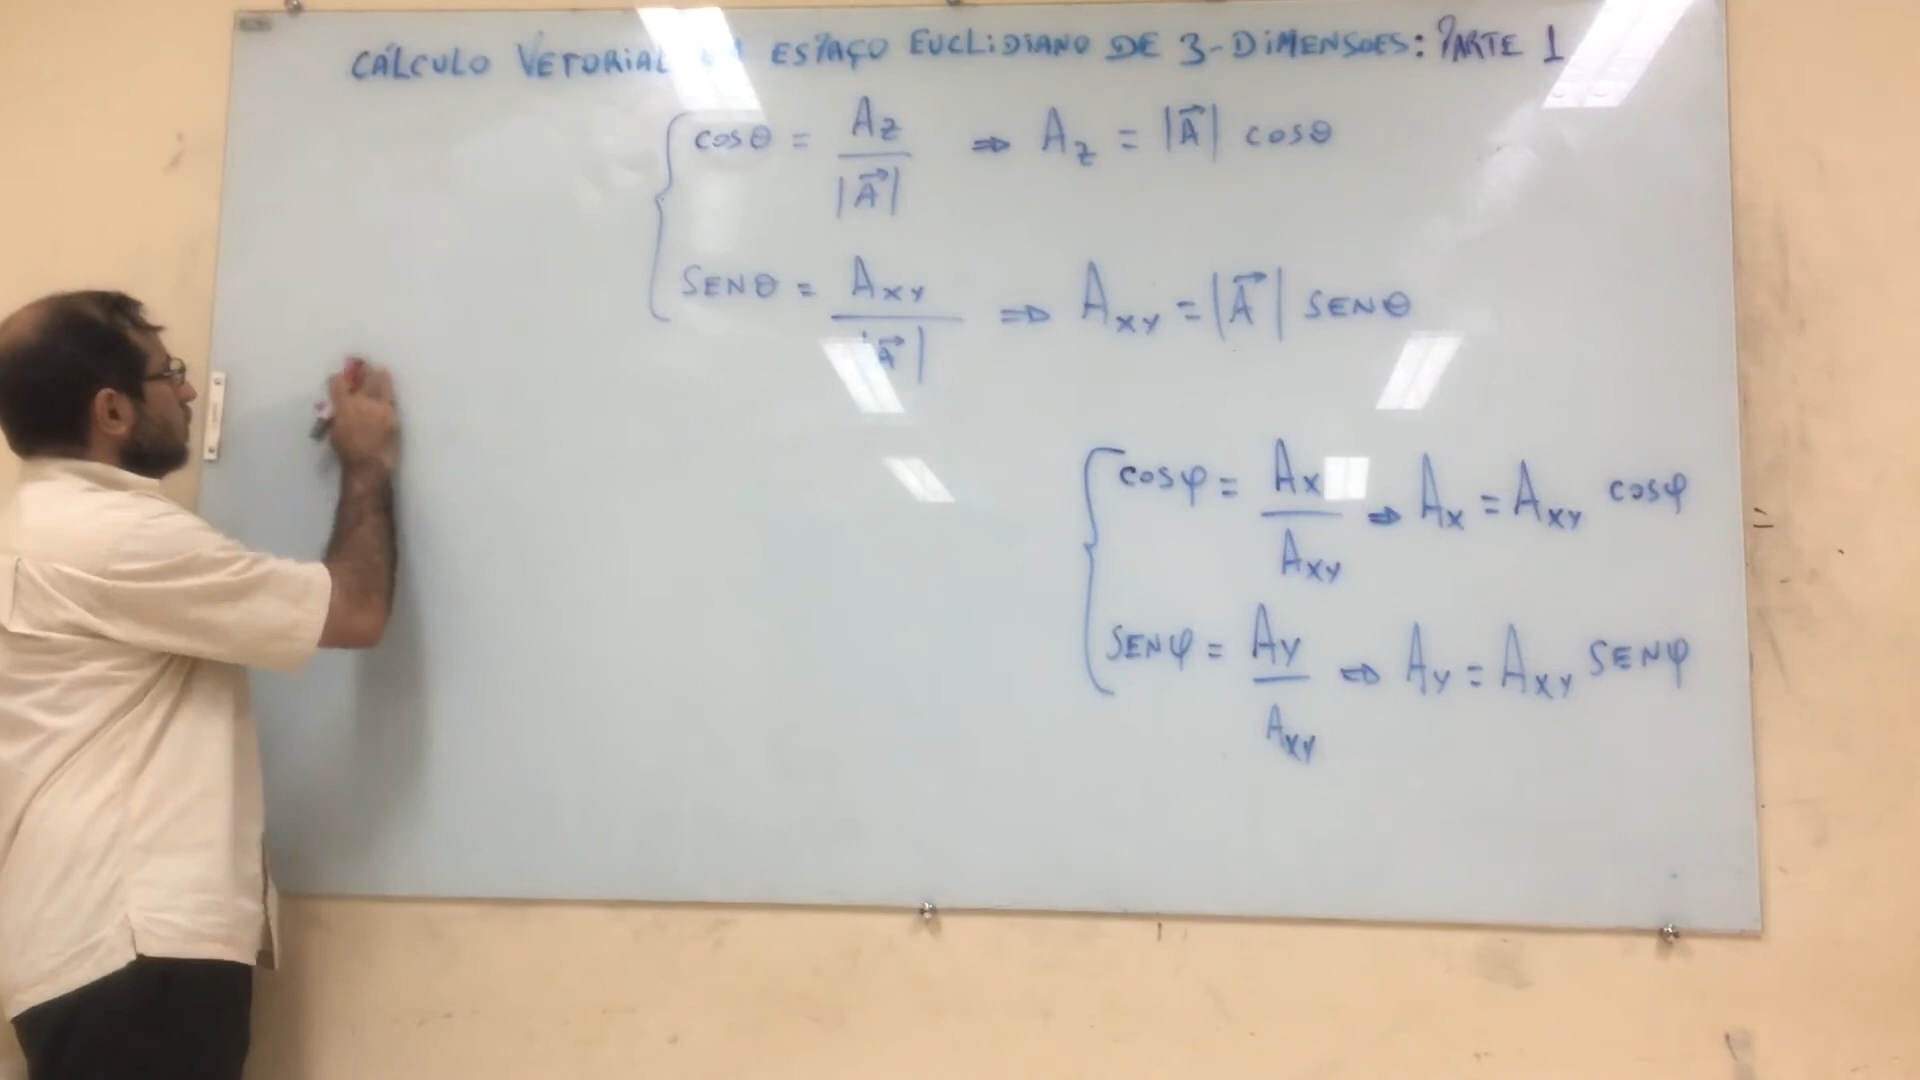 CÁLCULO VETORIAL ESPAÇO EUCLIDIANO DE 3-DIMENSOES: PARTE 1
cosθ = Az / |A⃗| ⇒ Az = |A⃗| cosθ
SENθ = Axy / |A⃗| ⇒ Axy = |A⃗| SENθ
cosφ = Ax / Axy ⇒ Ax = Axy cosφ =
SENφ = Ay / Axy ⇒ Ay = Axy SENφ